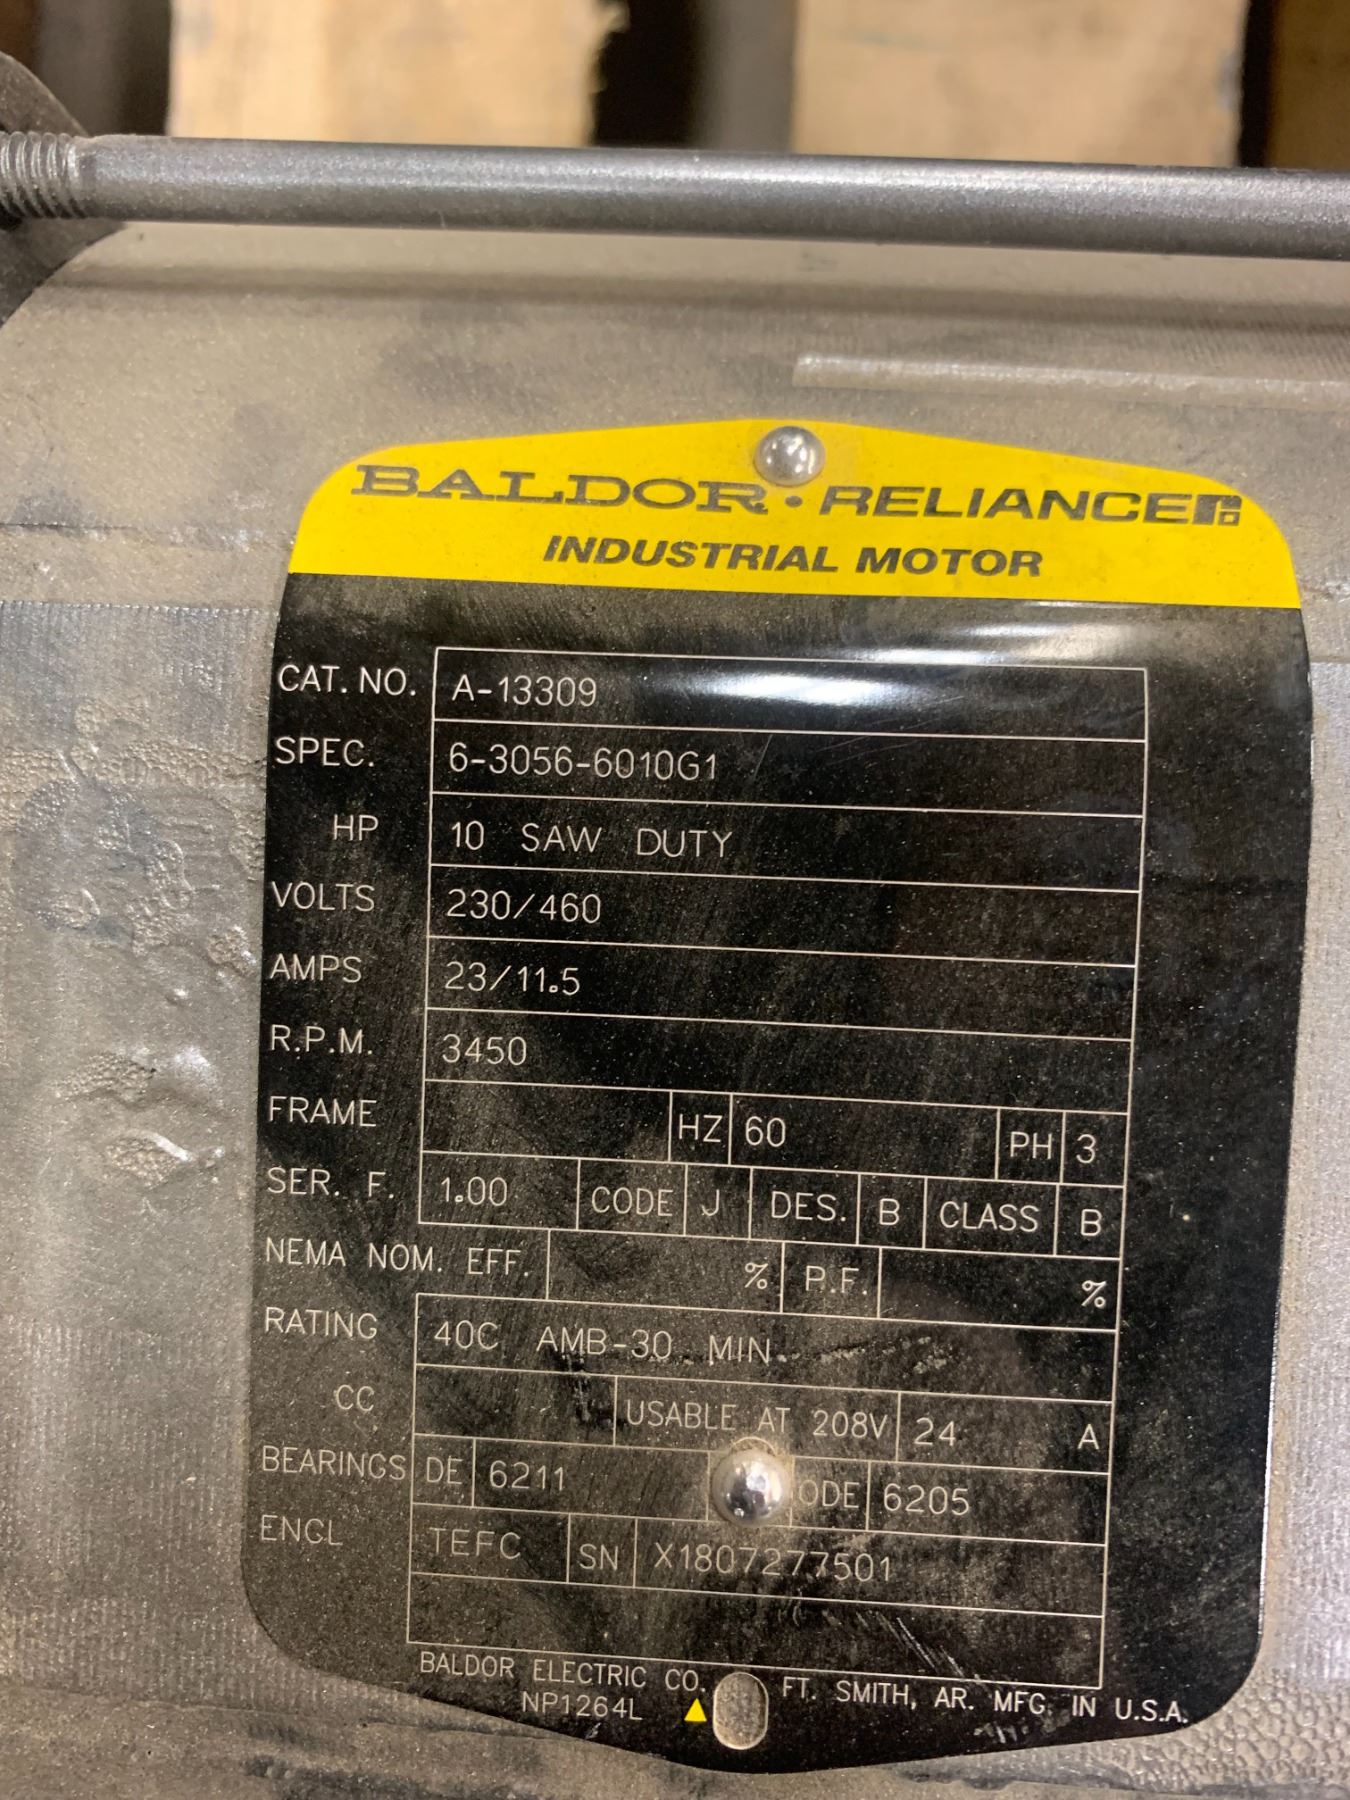 BALDOR · RELIANCE
INDUSTRIAL MOTOR
CAT. NO. A-13309
SPEC. 6-3056-6010G1
HP 10 SAW DUTY
VOLTS 230/460
AMPS 23/11.5
R.P.M. 3450
FRAME HZ 60 PH 3
SER. F. 1.00 CODE J DES. B CLASS B
NEMA NOM. EFF. % P.F. %
RATING 40C AMB-30 MIN.
CC USABLE AT 208V 24 A
BEARINGS DE 6211 ODE 6205
ENCL TEFC SN X1807277501
BALDOR ELECTRIC CO. FT. SMITH, AR. MFG. IN U.S.A.
NP1264L